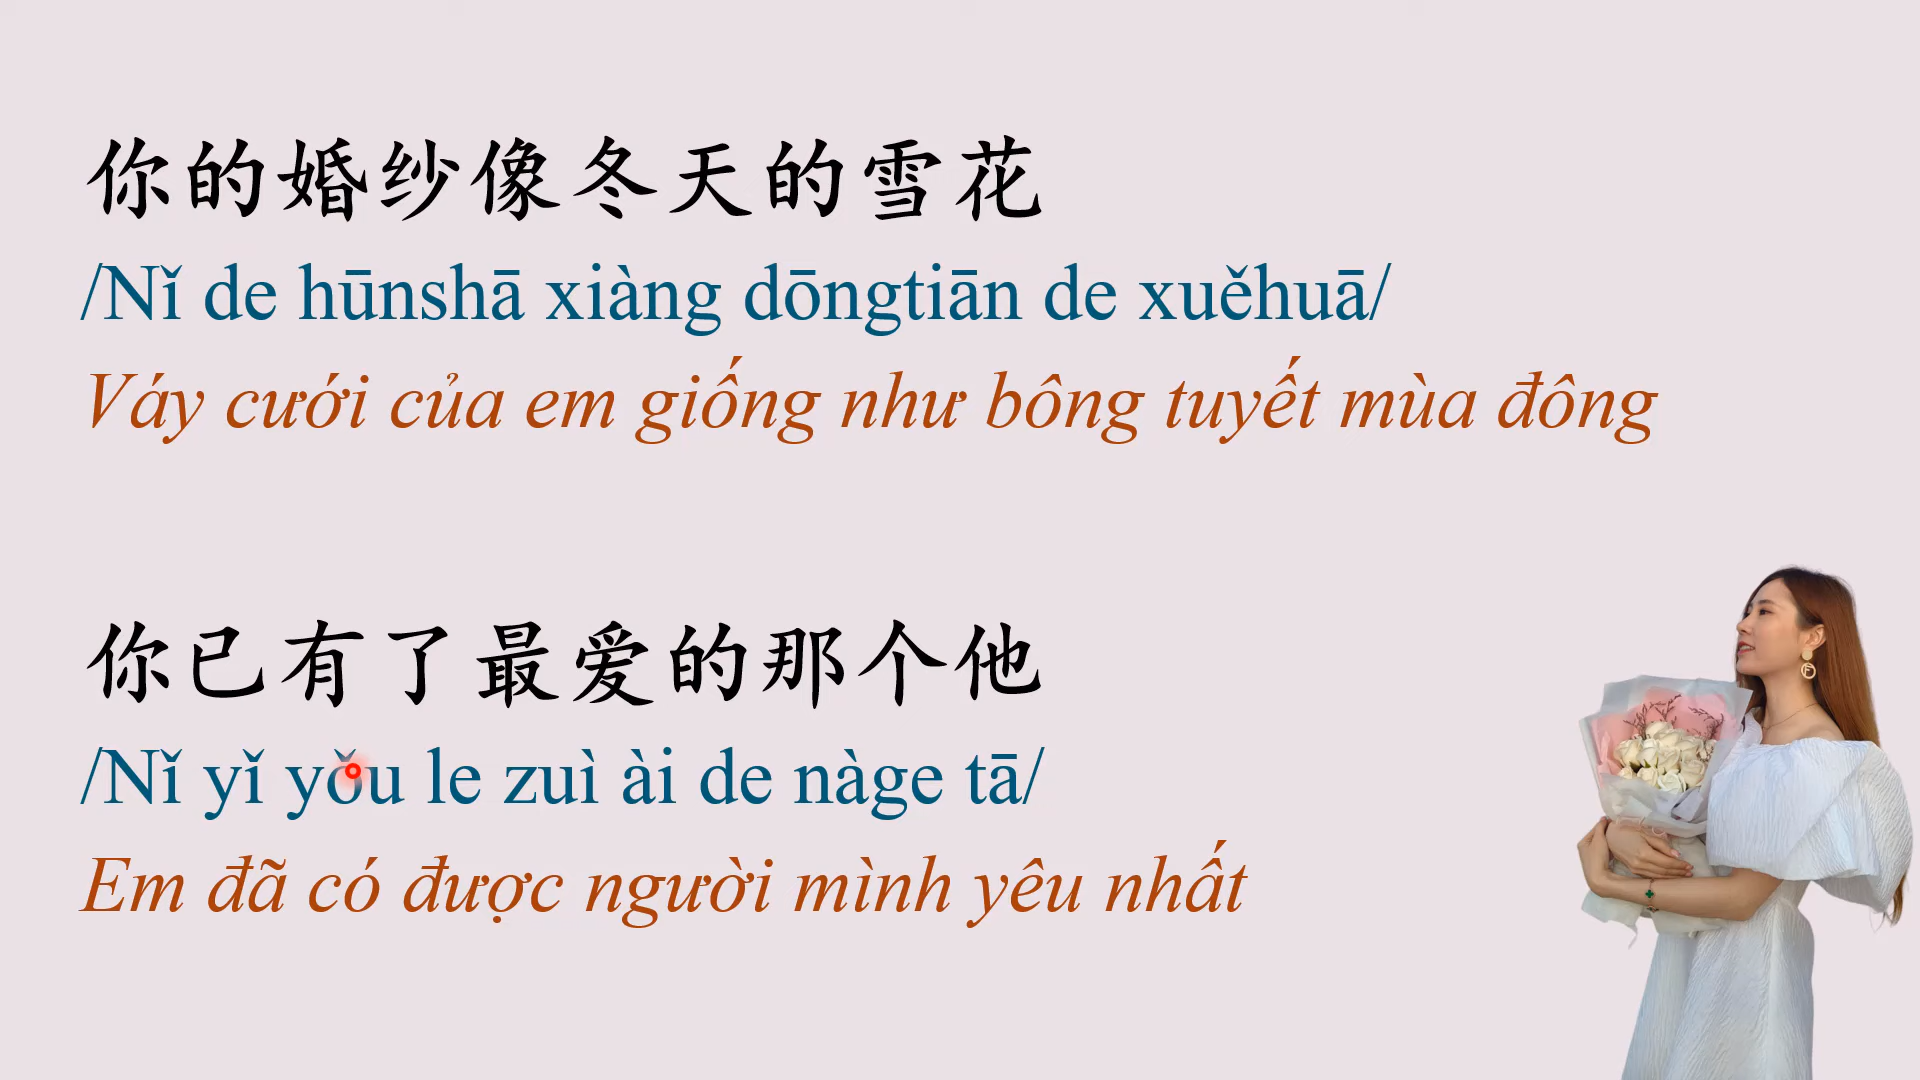 你的婚纱像冬天的雪花
/Nǐ de hūnshā xiàng dōngtiān de xuěhuā/
Váy cưới của em giống như bông tuyết mùa đông
你已有了最爱的那个他
/Nǐ yǐ yǒu le zuì ài de nàge tā/
Em đã có được người mình yêu nhất